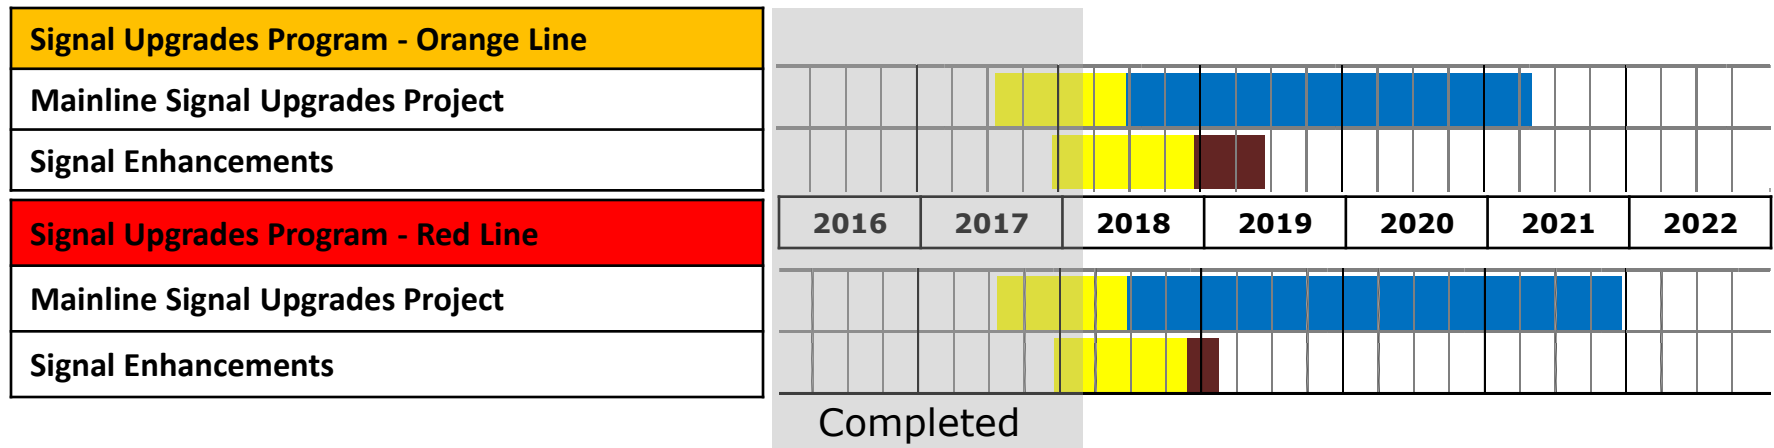 Signal Upgrades Program - Orange Line
Mainline Signal Upgrades Project
Signal Enhancements
2016 2017 2018 2019 2020 2021 2022
Signal Upgrades Program - Red Line
Mainline Signal Upgrades Project
Signal Enhancements
Completed